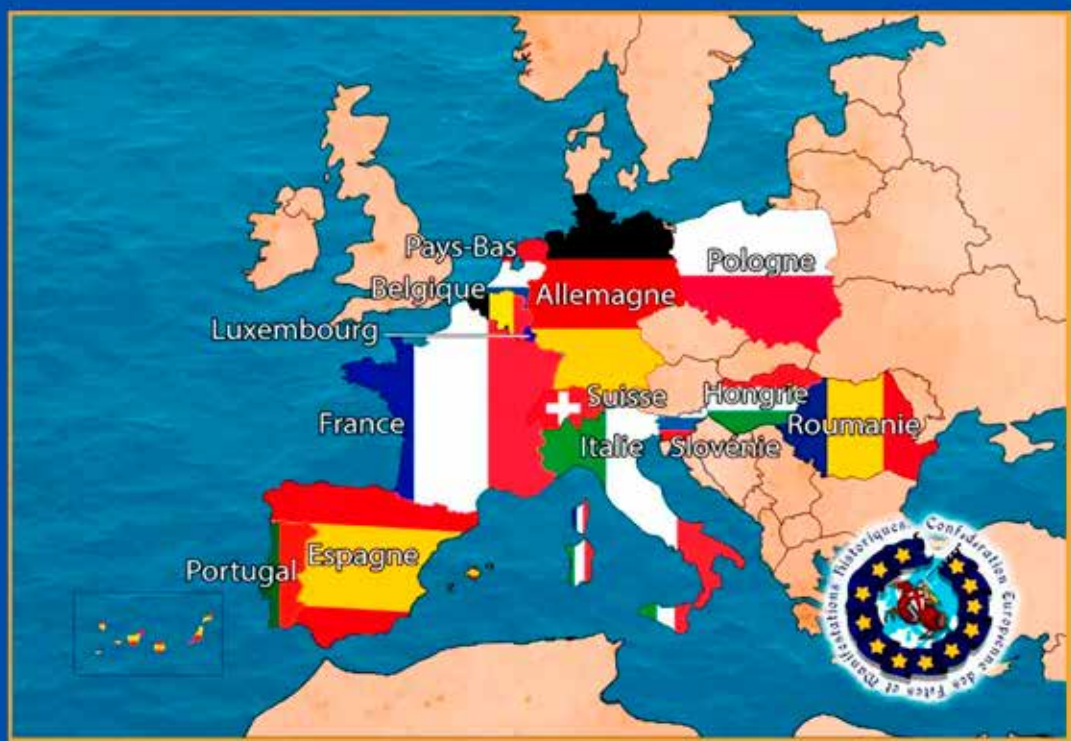 Pays-Bas
Pologne
Belgique
Allemagne
Luxembourg
Suisse
Hongrie
France
Roumanie
Italie
Slovénie
Espagne
Portugal
Confédération Européenne des Fêtes et Manifestations Historiques